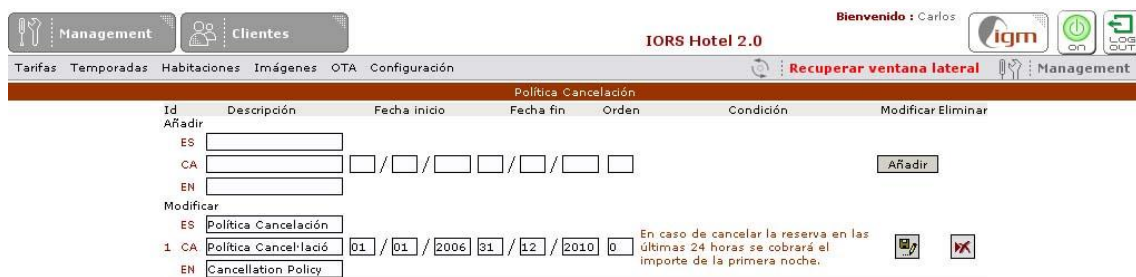 Bienvenido : Carlos
Management
Clientes
IORS Hotel 2.0
igm
on
LOG OUT
Tarifas Temporadas Habitaciones Imágenes OTA Configuración
Recuperar ventana lateral
Management
Política Cancelación
Id Descripción Fecha inicio Fecha fin Orden Condición Modificar Eliminar
Añadir
ES
CA / / / / Añadir
EN
Modificar
ES Política Cancelación
1 CA Política Cancel·lació 01 / 01 / 2006 31 / 12 / 2010 0
EN Cancellation Policy
En caso de cancelar la reserva en las
últimas 24 horas se cobrará el
importe de la primera noche.